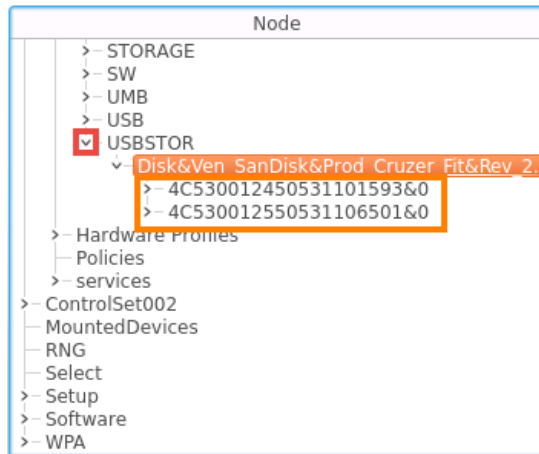 Node
STORAGE
SW
UMB
USB
USBSTOR
Disk&Ven_SanDisk&Prod_Cruzer_Fit&Rev_2.
4C530012450531101593&0
4C530012550531106501&0
Hardware Profiles
Policies
services
ControlSet002
MountedDevices
RNG
Select
Setup
Software
WPA